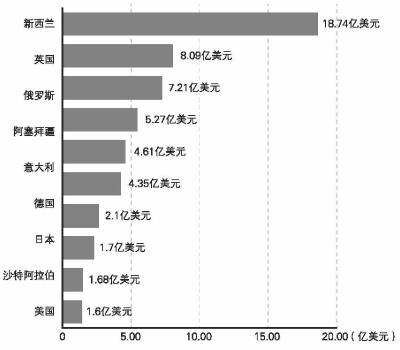 新西兰 18.74亿美元
英国 8.09亿美元
俄罗斯 7.21亿美元
阿塞拜疆 5.27亿美元
意大利 4.61亿美元
4.35亿美元
德国 2.1亿美元
日本 1.7亿美元
沙特阿拉伯 1.68亿美元
美国 1.6亿美元
0 5.00 10.00 15.00 20.00 (亿美元)